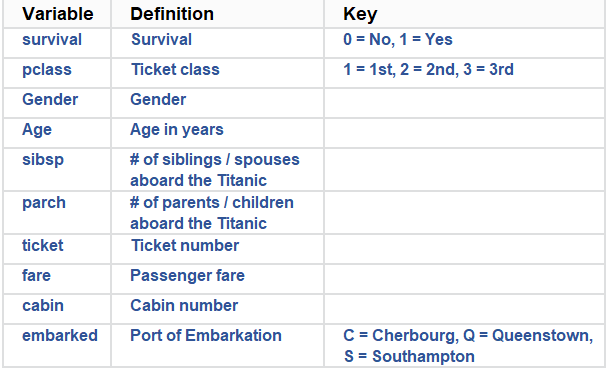 Variable Definition Key
survival Survival 0 = No, 1 = Yes
pclass Ticket class 1 = 1st, 2 = 2nd, 3 = 3rd
Gender Gender
Age Age in years
sibsp # of siblings / spouses
aboard the Titanic
parch # of parents / children
aboard the Titanic
ticket Ticket number
fare Passenger fare
cabin Cabin number
embarked Port of Embarkation C = Cherbourg, Q = Queenstown,
S = Southampton